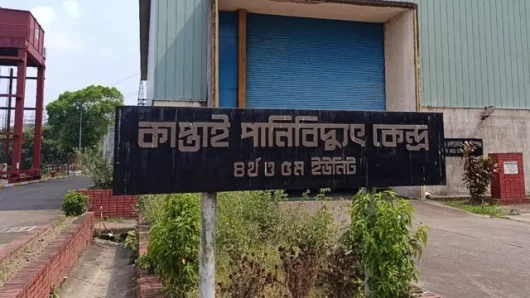 কাপ্তাই পানিবিদ্যুৎ কেন্দ্র
৪র্থ ও ৫ম ইউনিট